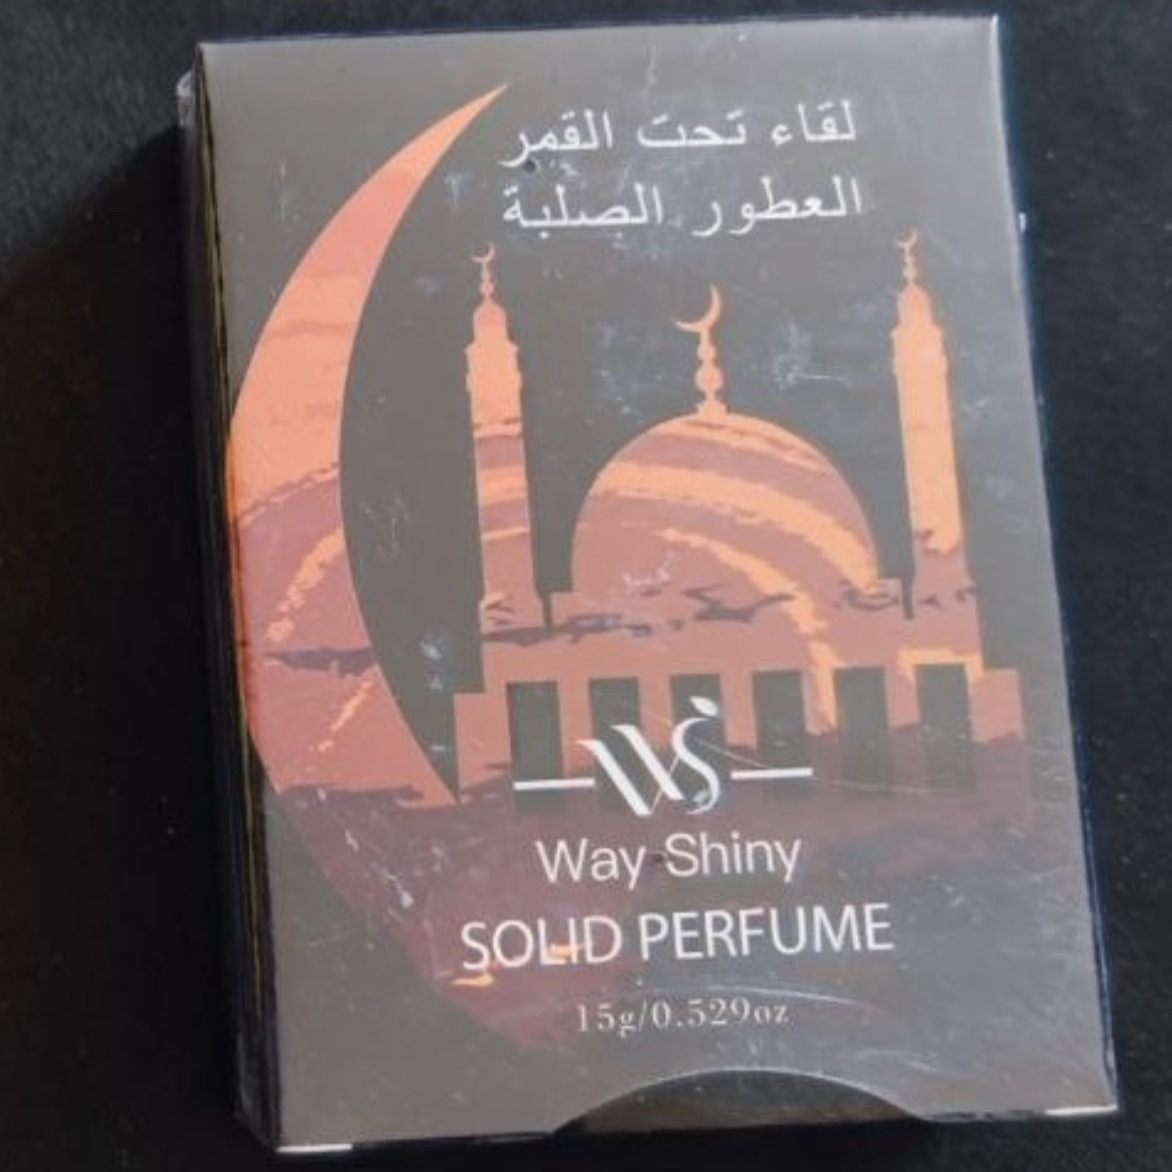 لقاء تحت القمر
العطور الصلبة
WS
Way Shiny
SOLID PERFUME
15g/0.529oz